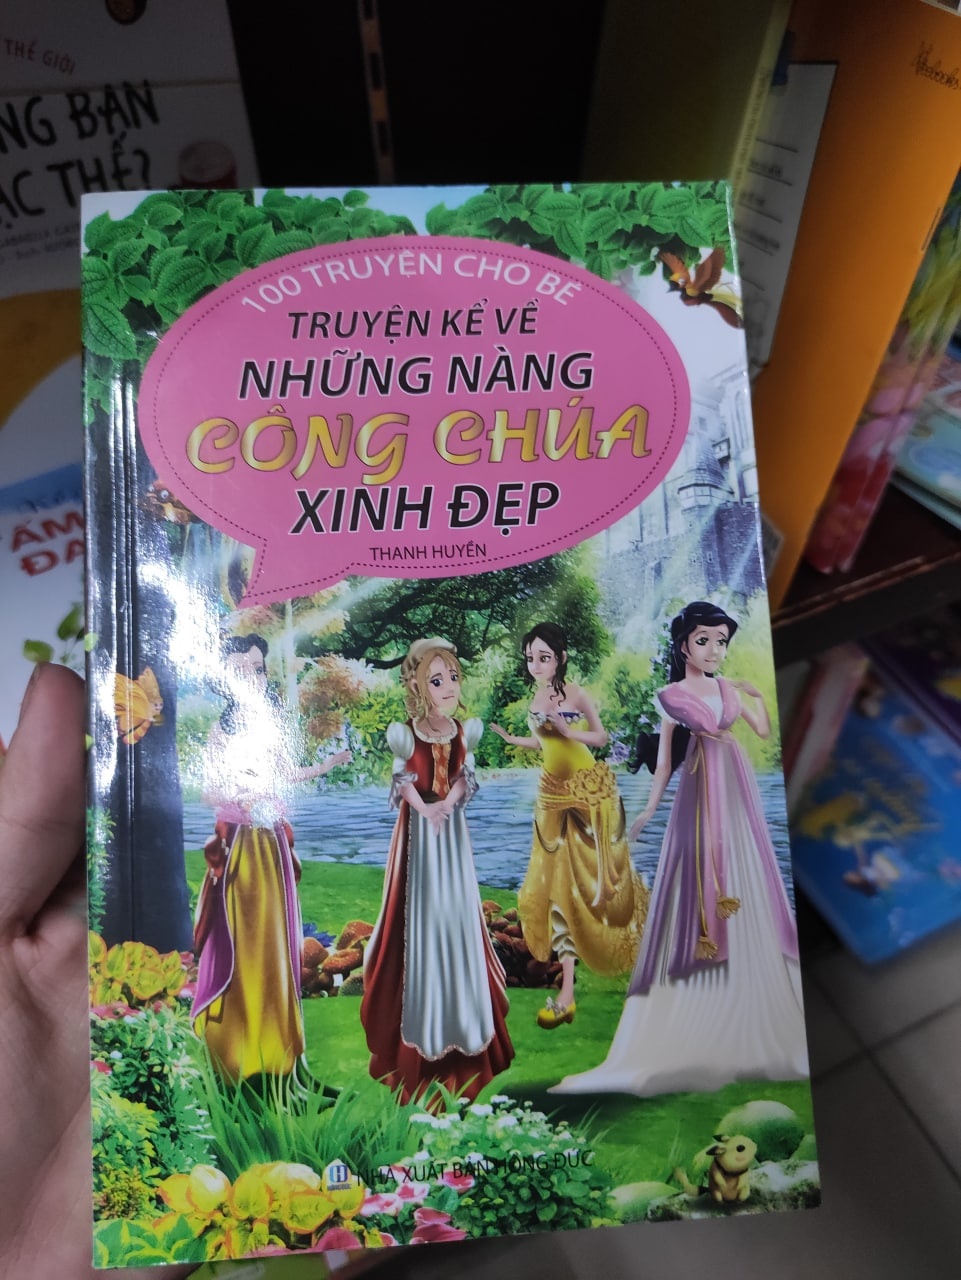 100 TRUYỆN CHO BÉ
TRUYỆN KỂ VỀ
NHỮNG NÀNG
CÔNG CHÚA
XINH ĐẸP
THANH HUYỀN
NHÀ XUẤT BẢN HỒNG ĐỨC
THẾ GIỚI
NG BẠN
ÁC THẾ?